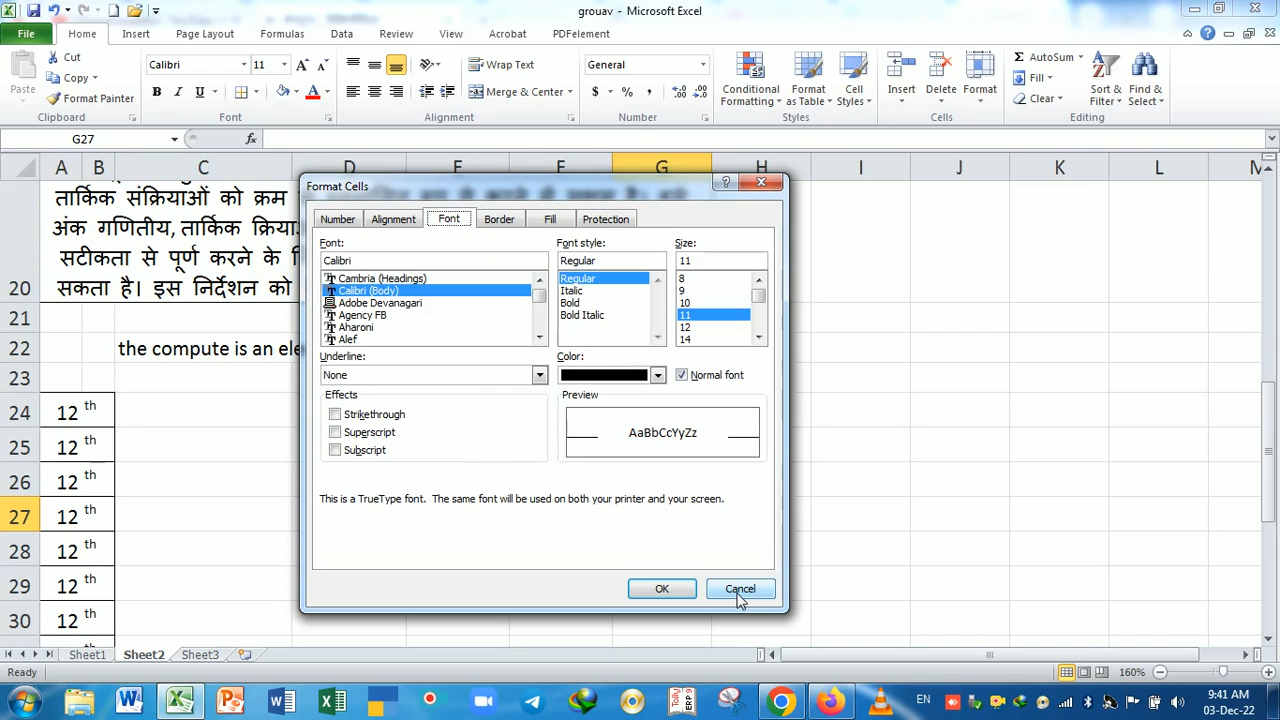 grouav - Microsoft Excel
File Home Insert Page Layout Formulas Data Review View Acrobat PDFelement
Cut
Copy
Format Painter
Paste
Calibri 11
Wrap Text
Merge & Center
General
Conditional Formatting
Format as Table
Cell Styles
Insert
Delete
Format
AutoSum
Fill
Clear
Sort & Filter
Find & Select
Clipboard Font Alignment Number Styles Cells Editing
G27 fx
A B C D E F G H I J K L M
तार्किक संक्रियाओं को क्रम
अंक गणितीय, तार्किक क्रिया
सटीकता से पूर्ण करने के
20 सकता है। इस निर्देशन को
21
22 the compute is an ele
23
24 12 th
25 12 th
26 12 th
27 12 th
28 12 th
29 12 th
30 12 th
Format Cells
Number Alignment Font Border Fill Protection
Font: Font style: Size:
Calibri Regular 11
Cambria (Headings) Regular 8
Calibri (Body) Italic 9
Adobe Devanagari Bold 10
Agency FB Bold Italic 11
Aharoni 12
Alef 14
Underline: Color:
None Normal font
Effects Preview
Strikethrough
Superscript AaBbCcYyZz
Subscript
This is a TrueType font. The same font will be used on both your printer and your screen.
OK Cancel
Sheet1 Sheet2 Sheet3
Ready 160%
EN 9:41 AM
03-Dec-22